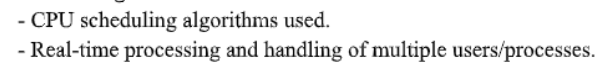 - CPU scheduling algorithms used.
- Real-time processing and handling of multiple users/processes.